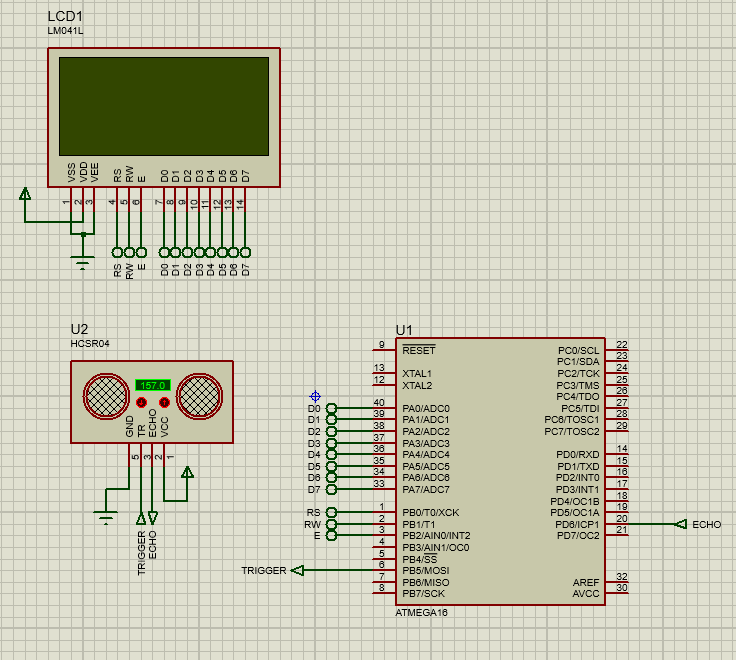 LCD1
LM041L
VSS VDD VEE RS RW E D0 D1 D2 D3 D4 D5 D6 D7
1 2 3 4 5 6 7 8 9 10 11 12 13 14
RS RW E D0 D1 D2 D3 D4 D5 D6 D7
U2
HCSR04
157.0
GND TR ECHO VCC
5 3 2 1
TRIGGER ECHO
U1
9 RESET PC0/SCL 22
PC1/SDA 23
13 XTAL1 PC2/TCK 24
12 XTAL2 PC3/TMS 25
PC4/TDO 26
D0 40 PA0/ADC0 PC5/TDI 27
D1 39 PA1/ADC1 PC6/TOSC1 28
D2 38 PA2/ADC2 PC7/TOSC2 29
D3 37 PA3/ADC3
D4 36 PA4/ADC4 PD0/RXD 14
D5 35 PA5/ADC5 PD1/TXD 15
D6 34 PA6/ADC6 PD2/INT0 16
D7 33 PA7/ADC7 PD3/INT1 17
PD4/OC1B 18
RS 1 PB0/T0/XCK PD5/OC1A 19
RW 2 PB1/T1 PD6/ICP1 20 ECHO
E 3 PB2/AIN0/INT2 PD7/OC2 21
4 PB3/AIN1/OC0
5 PB4/SS
TRIGGER 6 PB5/MOSI
7 PB6/MISO AREF 32
8 PB7/SCK AVCC 30
ATMEGA16